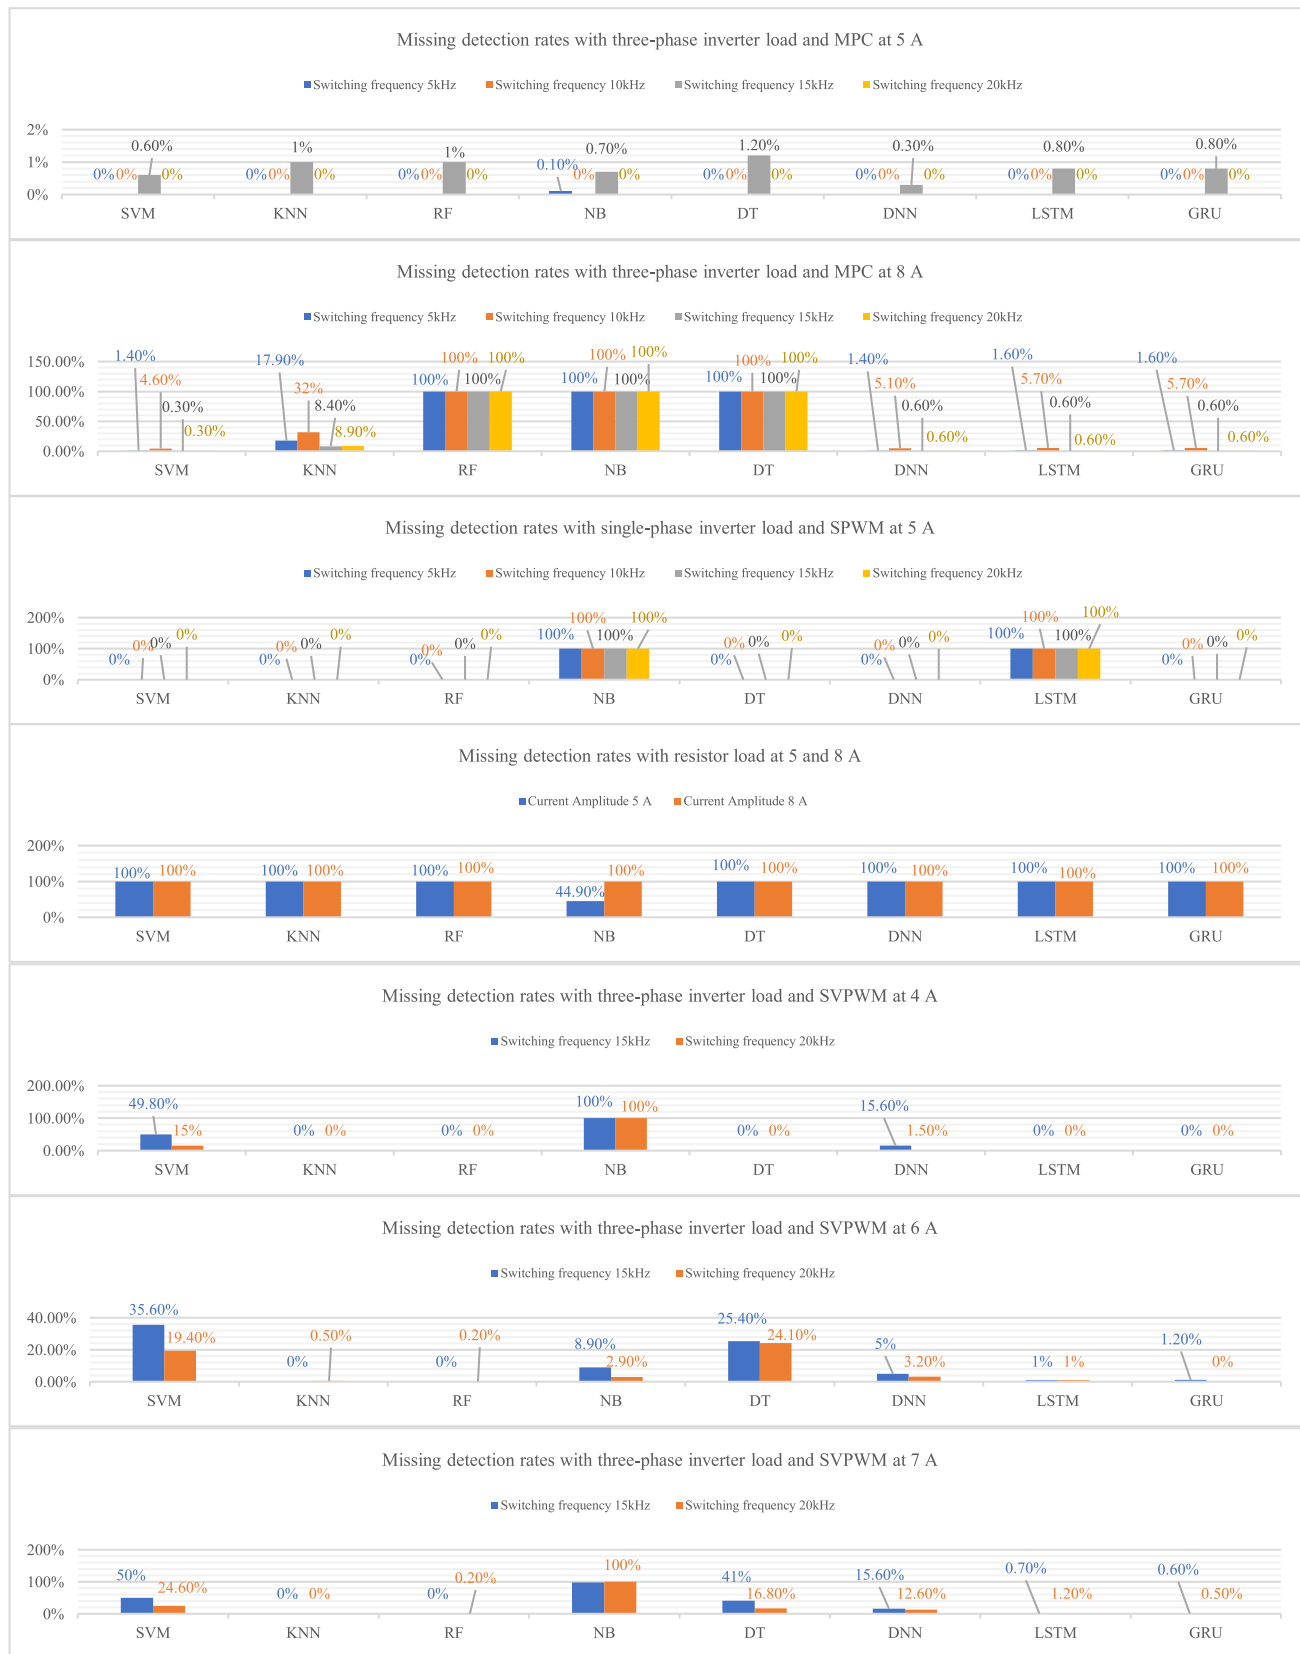 Missing detection rates with three-phase inverter load and MPC at 5 A
Switching frequency 5kHz Switching frequency 10kHz Switching frequency 15kHz Switching frequency 20kHz
2%
1%
0%
0% 0% 0.60% 0% 0% 0% 1% 0% 0% 0% 1% 0% 0.10% 0% 0.70% 0% 0% 0% 1.20% 0% 0% 0% 0.30% 0% 0% 0% 0.80% 0% 0% 0% 0.80% 0%
SVM KNN RF NB DT DNN LSTM GRU
Missing detection rates with three-phase inverter load and MPC at 8 A
Switching frequency 5kHz Switching frequency 10kHz Switching frequency 15kHz Switching frequency 20kHz
150.00%
100.00%
50.00%
0.00%
1.40% 4.60% 0.30% 0.30% 17.90% 32% 8.40% 8.90% 100% 100% 100% 100% 100% 100% 100% 100% 100% 100% 100% 100% 1.40% 5.10% 0.60% 0.60% 1.60% 5.70% 0.60% 0.60% 1.60% 5.70% 0.60% 0.60%
SVM KNN RF NB DT DNN LSTM GRU
Missing detection rates with single-phase inverter load and SPWM at 5 A
Switching frequency 5kHz Switching frequency 10kHz Switching frequency 15kHz Switching frequency 20kHz
200%
100%
0%
0% 0% 0% 0% 0% 0% 0% 0% 0% 0% 0% 0% 100% 100% 100% 100% 0% 0% 0% 0% 0% 0% 0% 0% 100% 100% 100% 100% 0% 0% 0% 0%
SVM KNN RF NB DT DNN LSTM GRU
Missing detection rates with resistor load at 5 and 8 A
Current Amplitude 5 A Current Amplitude 8 A
200%
100%
0%
100% 100% 100% 100% 100% 100% 44.90% 100% 100% 100% 100% 100% 100% 100% 100% 100%
SVM KNN RF NB DT DNN LSTM GRU
Missing detection rates with three-phase inverter load and SVPWM at 4 A
Switching frequency 15kHz Switching frequency 20kHz
200.00%
100.00%
0.00%
49.80% 15% 0% 0% 0% 0% 100% 100% 0% 0% 15.60% 1.50% 0% 0% 0% 0%
SVM KNN RF NB DT DNN LSTM GRU
Missing detection rates with three-phase inverter load and SVPWM at 6 A
Switching frequency 15kHz Switching frequency 20kHz
40.00%
20.00%
0.00%
35.60% 19.40% 0% 0.50% 0% 0.20% 8.90% 2.90% 25.40% 24.10% 5% 3.20% 1% 1% 1.20% 0%
SVM KNN RF NB DT DNN LSTM GRU
Missing detection rates with three-phase inverter load and SVPWM at 7 A
Switching frequency 15kHz Switching frequency 20kHz
200%
100%
0%
50% 24.60% 0% 0% 0% 0.20% 100% 41% 16.80% 15.60% 12.60% 0.70% 1.20% 0.60% 0.50%
SVM KNN RF NB DT DNN LSTM GRU